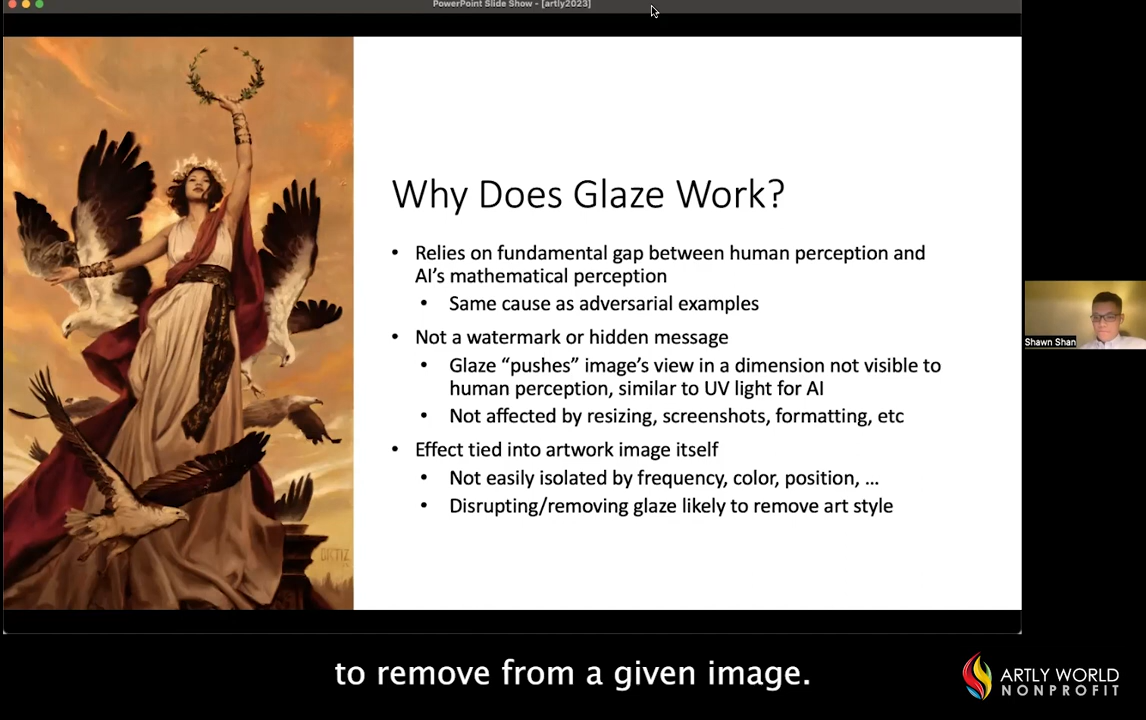 PowerPoint Slide Show - [artly2023]
Why Does Glaze Work?
• Relies on fundamental gap between human perception and
AI’s mathematical perception
• Same cause as adversarial examples
• Not a watermark or hidden message
• Glaze “pushes” image’s view in a dimension not visible to
human perception, similar to UV light for AI
• Not affected by resizing, screenshots, formatting, etc
• Effect tied into artwork image itself
• Not easily isolated by frequency, color, position, ...
• Disrupting/removing glaze likely to remove art style
ORTIZ
Shawn Shan
to remove from a given image.
ARTLY WORLD
NONPROFIT